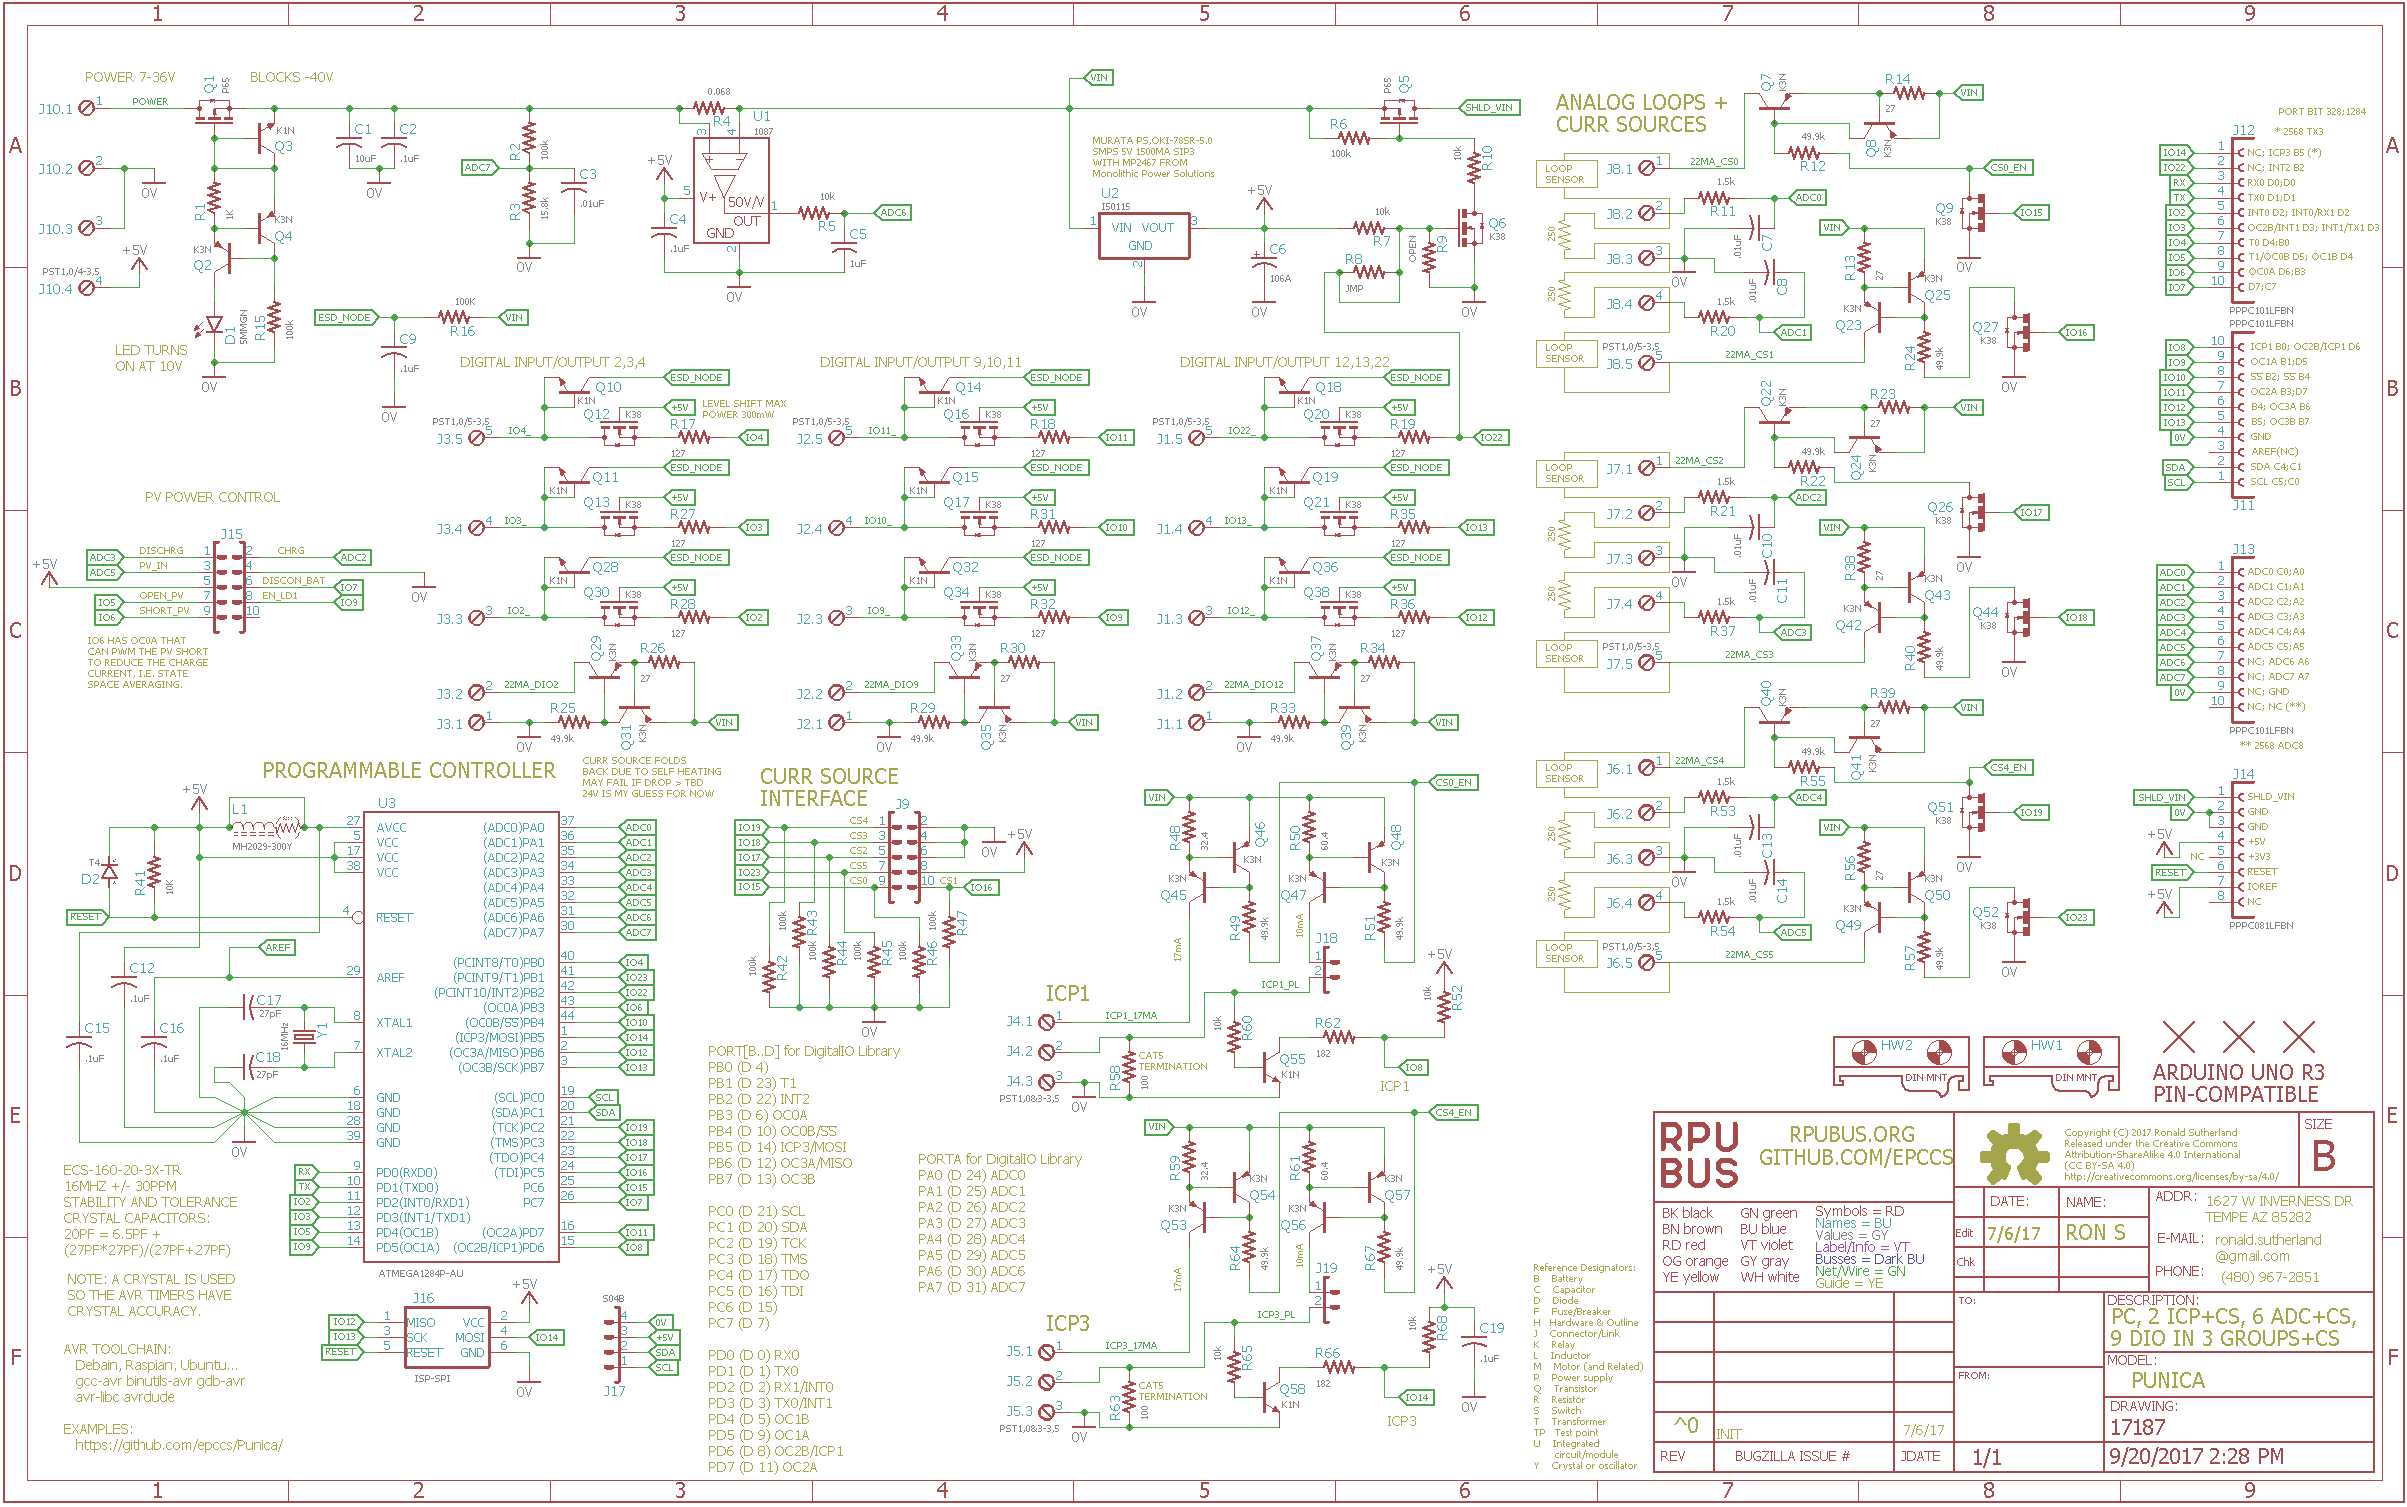 1 2 3 4 5 6 7 8 9
A
B
C
D
E
F
POWER 7-36V
BLOCKS -40V
Q1
P65
J10.1 1 POWER
J10.2 2
0V
J10.3 3
+5V
PST1,0/4-3,5
J10.4 4
K1N
Q3
R1
1K
K3N
Q4
K3N
Q2
D1
5MMGN
R15
100k
LED TURNS
ON AT 10V
0V
C1
10uF
C2
.1uF
0V
ADC7
R2
100k
R3
15.8k
C3
.01uF
0V
ESD_NODE
100K
R16
VIN
C9
.1uF
0V
0.068
R4
U1
1087
+5V
3 4
5 V+
50V/V
OUT 1
GND
2
C4
.1uF
10k
R5
ADC6
C5
1uF
0V
VIN
MURATA PS,OKI-78SR-5.0
SMPS 5V 1500MA SIP3
WITH MP2467 FROM
Monolithic Power Solutions
U2
I50115
1 VIN VOUT 3
GND
2
0V
+5V
C6
106A
0V
P65
Q5
SHLD_VIN
R6
100k
10k
R10
10k
R7
R8
JMP
OPEN
R9
Q6
K38
0V
DIGITAL INPUT/OUTPUT 2,3,4
ESD_NODE
Q10
K1N
Q12 K38
+5V
LEVEL SHIFT MAX
POWER 300mW
PST1,0/5-3,5
J3.5 5 IO4_
R17
127
IO4
ESD_NODE
Q11
K1N
Q13 K38
+5V
J3.4 4 IO3_
R27
127
IO3
ESD_NODE
Q28
K1N
Q30 K38
+5V
J3.3 3 IO2_
R28
127
IO2
Q29
K3N
R26
27
J3.2 2 22MA_DIO2
J3.1 1
R25
49.9k
0V
Q31
K3N
VIN
DIGITAL INPUT/OUTPUT 9,10,11
ESD_NODE
Q14
K1N
Q16 K38
+5V
PST1,0/5-3,5
J2.5 5 IO11_
R18
127
IO11
ESD_NODE
Q15
K1N
Q17 K38
+5V
J2.4 4 IO10_
R31
127
IO10
ESD_NODE
Q32
K1N
Q34 K38
+5V
J2.3 3 IO9_
R32
127
IO9
Q33
K3N
R30
27
J2.2 2 22MA_DIO9
J2.1 1
R29
49.9k
0V
Q35
K3N
VIN
DIGITAL INPUT/OUTPUT 12,13,22
ESD_NODE
Q18
K1N
Q20 K38
+5V
PST1,0/5-3,5
J1.5 5 IO22_
R19
127
IO22
ESD_NODE
Q19
K1N
Q21 K38
+5V
J1.4 4 IO13_
R35
127
IO13
ESD_NODE
Q36
K1N
Q38 K38
+5V
J1.3 3 IO12_
R36
127
IO12
Q37
K3N
R34
27
J1.2 2 22MA_DIO12
J1.1 1
R33
49.9k
0V
Q39
K3N
VIN
PV POWER CONTROL
J15
+5V
ADC3 DISCHRG 1 2 CHRG ADC2
ADC5 PV_IN 3 4
5 6 DISCON_BAT IO7
IO5 OPEN_PV 7 8 EN_LD1 IO9
IO6 SHORT_PV 9 10
0V
IO6 HAS OC0A THAT
CAN PWM THE PV SHORT
TO REDUCE THE CHARGE
CURRENT, I.E. STATE
SPACE AVERAGING.
ANALOG LOOPS +
CURR SOURCES
LOOP
SENSOR
J8.1 1 22MA_CS0
J8.2 2
250
J8.3 3
250
J8.4 4
LOOP
SENSOR
PST1,0/5-3,5
J8.5 5 22MA_CS1
Q7
K3N
R14
27
VIN
49.9k
R12
Q8
K3N
CS0_EN
1.5k
R11
ADC0
C7
.01uF
0V
C8
.01uF
1.5k
R20
ADC1
Q9
K38
IO15
0V
VIN
R13
27
K3N
Q25
K3N
Q23
R24
49.9k
Q27
K38
IO16
0V
LOOP
SENSOR
J7.1 1 22MA_CS2
J7.2 2
250
J7.3 3
250
J7.4 4
LOOP
SENSOR
PST1,0/5-3,5
J7.5 5 22MA_CS3
Q22
K3N
R23
27
VIN
49.9k
R22
Q24
K3N
1.5k
R21
ADC2
C10
.01uF
0V
C11
.01uF
1.5k
R37
ADC3
Q26
K38
IO17
0V
VIN
R38
27
K3N
Q43
K3N
Q42
R40
49.9k
Q44
K38
IO18
0V
LOOP
SENSOR
J6.1 1 22MA_CS4
J6.2 2
250
J6.3 3
250
J6.4 4
LOOP
SENSOR
PST1,0/5-3,5
J6.5 5 22MA_CS5
Q40
K3N
R39
27
VIN
49.9k
R55
Q41
K3N
CS4_EN
1.5k
R53
ADC4
C13
.01uF
0V
C14
.01uF
1.5k
R54
ADC5
Q51
K38
IO19
0V
VIN
R56
27
K3N
Q50
K3N
Q49
R57
49.9k
Q52
K38
IO23
0V
PORT BIT 328;1284
J12 * 2568 TX3
IO14 1 NC; ICP3 B5 (*)
IO22 2 NC; INT2 B2
RX 3 RX0 D0;D0
TX 4 TX0 D1;D1
IO2 5 INT0 D2; INT0/RX1 D2
IO3 6 OC2B/INT1 D3; INT1/TX1 D3
IO4 7 T0 D4;B0
IO5 8 T1/OC0B D5; OC1B D4
IO6 9 OC0A D6;B3
IO7 10 D7;C7
PPPC101LFBN
PPPC101LFBN
IO8 10 ICP1 B0; OC2B/ICP1 D6
IO9 9 OC1A B1;D5
IO10 8 SS B2; SS B4
IO11 7 OC2A B3;D7
IO12 6 B4; OC3A B6
IO13 5 B5; OC3B B7
0V 4 GND
3 AREF(NC)
SDA 2 SDA C4;C1
SCL 1 SCL C5;C0
J11
J13
ADC0 1 ADC0 C0;A0
ADC1 2 ADC1 C1;A1
ADC2 3 ADC2 C2;A2
ADC3 4 ADC3 C3;A3
ADC4 5 ADC4 C4;A4
ADC5 6 ADC5 C5;A5
ADC6 7 NC; ADC6 A6
ADC7 8 NC; ADC7 A7
0V 9 NC; GND
10 NC; NC (**)
PPPC101LFBN
** 2568 ADC8
J14
SHLD_VIN 1 SHLD_VIN
0V 2 GND
3 GND
+5V 4 +5V
NC 5 +3V3
RESET 6 RESET
+5V 7 IOREF
8 NC
PPPC081LFBN
PROGRAMMABLE CONTROLLER
CURR SOURCE FOLDS
BACK DUE TO SELF HEATING
MAY FAIL IF DROP > TBD
24V IS MY GUESS FOR NOW
+5V
L1
MH2029-300Y
T4
D2
R41
10K
RESET
AREF
C12
.1uF
C15
.1uF
C16
.1uF
C17
27pF
C18
27pF
16MHz
Y1
0V
U3
27 AVCC (ADC0)PA0 37 ADC0
5 VCC (ADC1)PA1 36 ADC1
17 VCC (ADC2)PA2 35 ADC2
38 VCC (ADC3)PA3 34 ADC3
(ADC4)PA4 33 ADC4
(ADC5)PA5 32 ADC5
4 RESET (ADC6)PA6 31 ADC6
(ADC7)PA7 30 ADC7
(PCINT8/T0)PB0 40 IO4
29 AREF (PCINT9/T1)PB1 41 IO23
(PCINT10/INT2)PB2 42 IO22
(OC0A)PB3 43 IO6
8 XTAL1 (OC0B/SS)PB4 44 IO10
(ICP3/MOSI)PB5 1 IO14
7 XTAL2 (OC3A/MISO)PB6 2 IO12
(OC3B/SCK)PB7 3 IO13
6 GND (SCL)PC0 19 SCL
18 GND (SDA)PC1 20 SDA
28 GND (TCK)PC2 21 IO19
39 GND (TMS)PC3 22 IO18
(TDO)PC4 23 IO17
RX 9 PD0(RXD0) (TDI)PC5 24 IO16
TX 10 PD1(TXD0) PC6 25 IO15
IO2 11 PD2(INT0/RXD1) PC7 26 IO7
IO3 12 PD3(INT1/TXD1)
IO5 13 PD4(OC1B) (OC2A)PD7 16 IO11
IO9 14 PD5(OC1A) (OC2B/ICP1)PD6 15 IO8
ATMEGA1284P-AU
ECS-160-20-3X-TR
16MHZ +/- 30PPM
STABILITY AND TOLERANCE
CRYSTAL CAPACITORS:
20PF = 6.5PF +
(27PF*27PF)/(27PF+27PF)
NOTE: A CRYSTAL IS USED
SO THE AVR TIMERS HAVE
CRYSTAL ACCURACY.
AVR TOOLCHAIN:
Debain, Raspian, Ubuntu...
gcc-avr binutils-avr gdb-avr
avr-libc avrdude
EXAMPLES:
https://github.com/epccs/Punica/
J16
+5V
IO12 1 MISO VCC 2
IO13 3 SCK MOSI 4 IO14
RESET 5 RESET GND 6
ISP-SPI
0V
S04B
4 0V
3 +5V
2 SDA
1 SCL
J17
CURR SOURCE
INTERFACE
J9
IO19 CS4 1 2
IO18 CS3 3 4
IO17 CS2 5 6
IO23 CS5 7 8
IO15 CS0 9 10 CS1 IO16
0V
+5V
100k
R42
100k
R43
100k
R44
100k
R45
100k
R46
100k
R47
0V
PORT[B..D] for DigitalIO Library
PB0 (D 4)
PB1 (D 23) T1
PB2 (D 22) INT2
PB3 (D 6) OC0A
PB4 (D 10) OC0B/SS
PB5 (D 14) ICP3/MOSI
PB6 (D 12) OC3A/MISO
PB7 (D 13) OC3B
PC0 (D 21) SCL
PC1 (D 20) SDA
PC2 (D 19) TCK
PC3 (D 18) TMS
PC4 (D 17) TDO
PC5 (D 16) TDI
PC6 (D 15)
PC7 (D 7)
PD0 (D 0) RX0
PD1 (D 1) TX0
PD2 (D 2) RX1/INT0
PD3 (D 3) TX0/INT1
PD4 (D 5) OC1B
PD5 (D 9) OC1A
PD6 (D 8) OC2B/ICP1
PD7 (D 11) OC2A
PORTA for DigitalIO Library
PA0 (D 24) ADC0
PA1 (D 25) ADC1
PA2 (D 26) ADC2
PA3 (D 27) ADC3
PA4 (D 28) ADC4
PA5 (D 29) ADC5
PA6 (D 30) ADC6
PA7 (D 31) ADC7
CS0_EN
VIN
R48
32.4
Q46
K3N
K3N
Q45
R49
49.9k
17mA
R50
60.4
Q48
K3N
K3N
Q47
R51
49.9k
10mA
J18
1
2
ICP1_PL
+5V
10k
R52
ICP1
J4.1 1 ICP1_17MA
J4.2 2
J4.3 3
PST1,08:3-3,5
0V
R58
100
CAT5
TERMINATION
10k
R60
R62
182
Q55
K1N
IO8
ICP1
CS4_EN
VIN
R59
32.4
Q54
K3N
K3N
Q53
R64
49.9k
17mA
R61
60.4
Q57
K3N
K3N
Q56
R67
49.9k
10mA
J19
1
2
ICP3_PL
+5V
10k
R68
C19
.1uF
0V
ICP3
J5.1 1 ICP3_17MA
J5.2 2
J5.3 3
PST1,08:3-3,5
0V
R63
100
CAT5
TERMINATION
10k
R65
R66
182
Q58
K1N
IO14
ICP3
HW2
DIN MNT
HW1
DIN MNT
ARDUINO UNO R3
PIN-COMPATIBLE
Reference Designators:
B Battery
C Capacitor
D Diode
F Fuse/Breaker
H Hardware & Outline
J Connector/Link
K Relay
L Inductor
M Motor (and Related)
P Power supply
Q Transistor
R Resistor
S Switch
T Transformer
TP Test point
U Integrated
circuit/module
Y Crystal or oscillator
RPU
BUS
RPUBUS.ORG
GITHUB.COM/EPCCS
Copyright (C) 2017 Ronald Sutherland
Released under the Creative Commons
Attribution-ShareAlike 4.0 International
(CC BY-SA 4.0)
http://creativecommons.org/licenses/by-sa/4.0/
SIZE
B
BK black GN green
BN brown BU blue
RD red VT violet
OG orange GY gray
YE yellow WH white
Symbols = RD
Names = BU
Values = GY
Label/Info = VT
Busses = Dark BU
Net/Wire = GN
Guide = YE
DATE: NAME:
Edit 7/6/17 RON S
Chk
ADDR: 1627 W INVERNESS DR
TEMPE AZ 85282
E-MAIL: ronald.sutherland
@gmail.com
PHONE: (480) 967-2851
TO:
FROM:
DESCRIPTION:
PC, 2 ICP+CS, 6 ADC+CS,
9 DIO IN 3 GROUPS+CS
MODEL:
PUNICA
DRAWING:
17187
^0 INIT 7/6/17
REV BUGZILLA ISSUE # JDATE
1/1
9/20/2017 2:28 PM
1 2 3 4 5 6 7 8 9